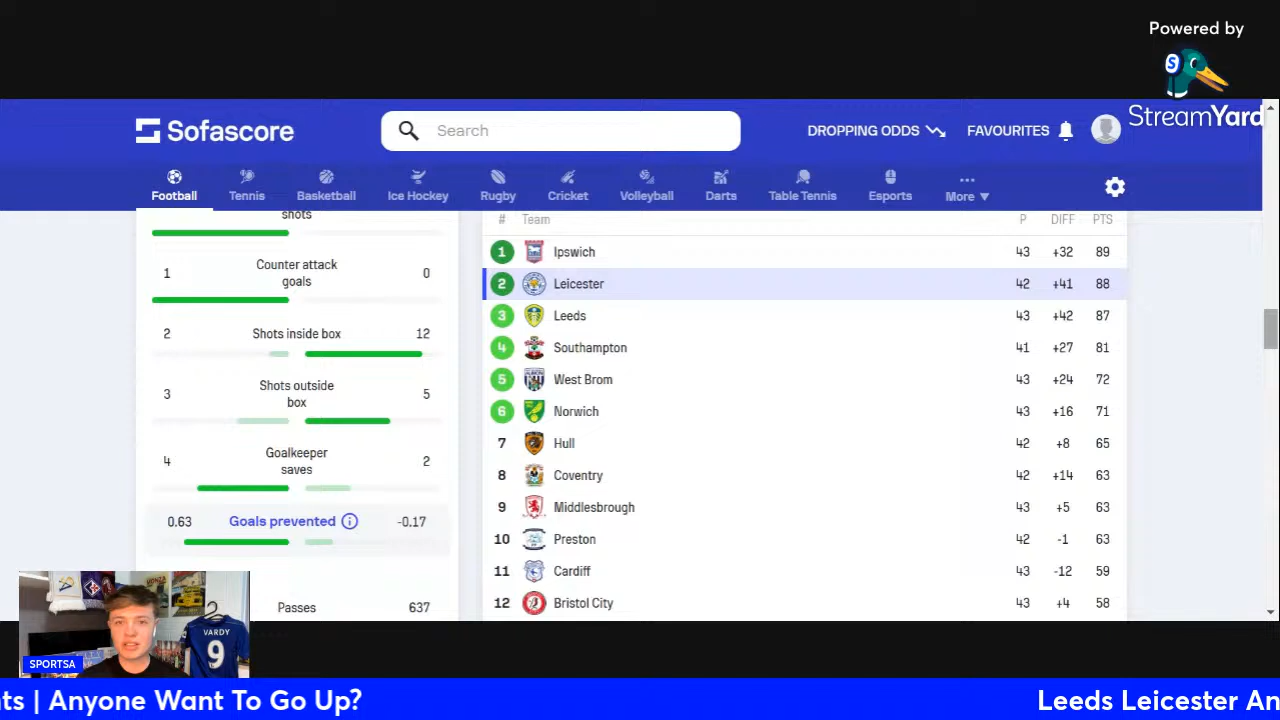 Powered by
StreamYard
Sofascore
Search
DROPPING ODDS
FAVOURITES
Football
Tennis
Basketball
Ice Hockey
Rugby
Cricket
Volleyball
Darts
Table Tennis
Esports
More
shots
1 Counter attack goals 0
2 Shots inside box 12
3 Shots outside box 5
4 Goalkeeper saves 2
0.63 Goals prevented -0.17
Passes 637
# Team P DIFF PTS
1 Ipswich 43 +32 89
2 Leicester 42 +41 88
3 Leeds 43 +42 87
4 Southampton 41 +27 81
5 West Brom 43 +24 72
6 Norwich 43 +16 71
7 Hull 42 +8 65
8 Coventry 42 +14 63
9 Middlesbrough 43 +5 63
10 Preston 42 -1 63
11 Cardiff 43 -12 59
12 Bristol City 43 +4 58
VARDY
9
SPORTSA
nts | Anyone Want To Go Up?
Leeds Leicester An